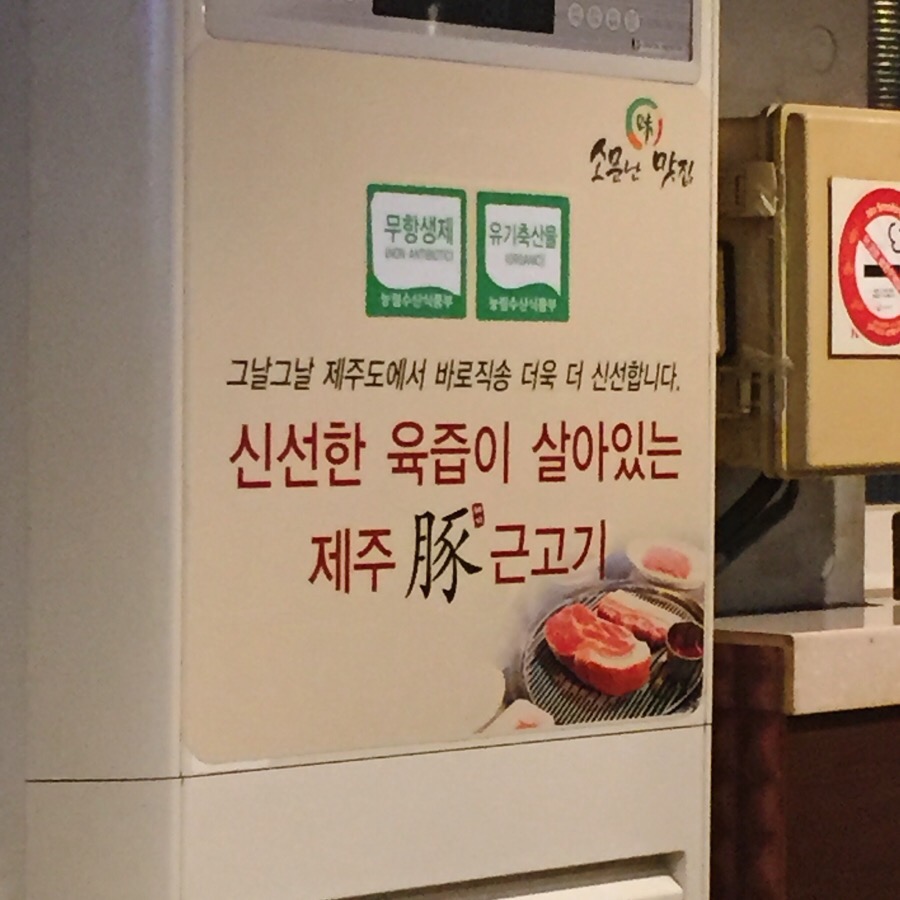 味
소문난 맛집
무항생제
(NON ANTIBIOTIC)
농림수산식품부
유기축산물
(ORGANIC)
농림수산식품부
그날그날 제주도에서 바로직송 더욱 더 신선합니다.
신선한 육즙이 살아있는
제주 豚 근고기